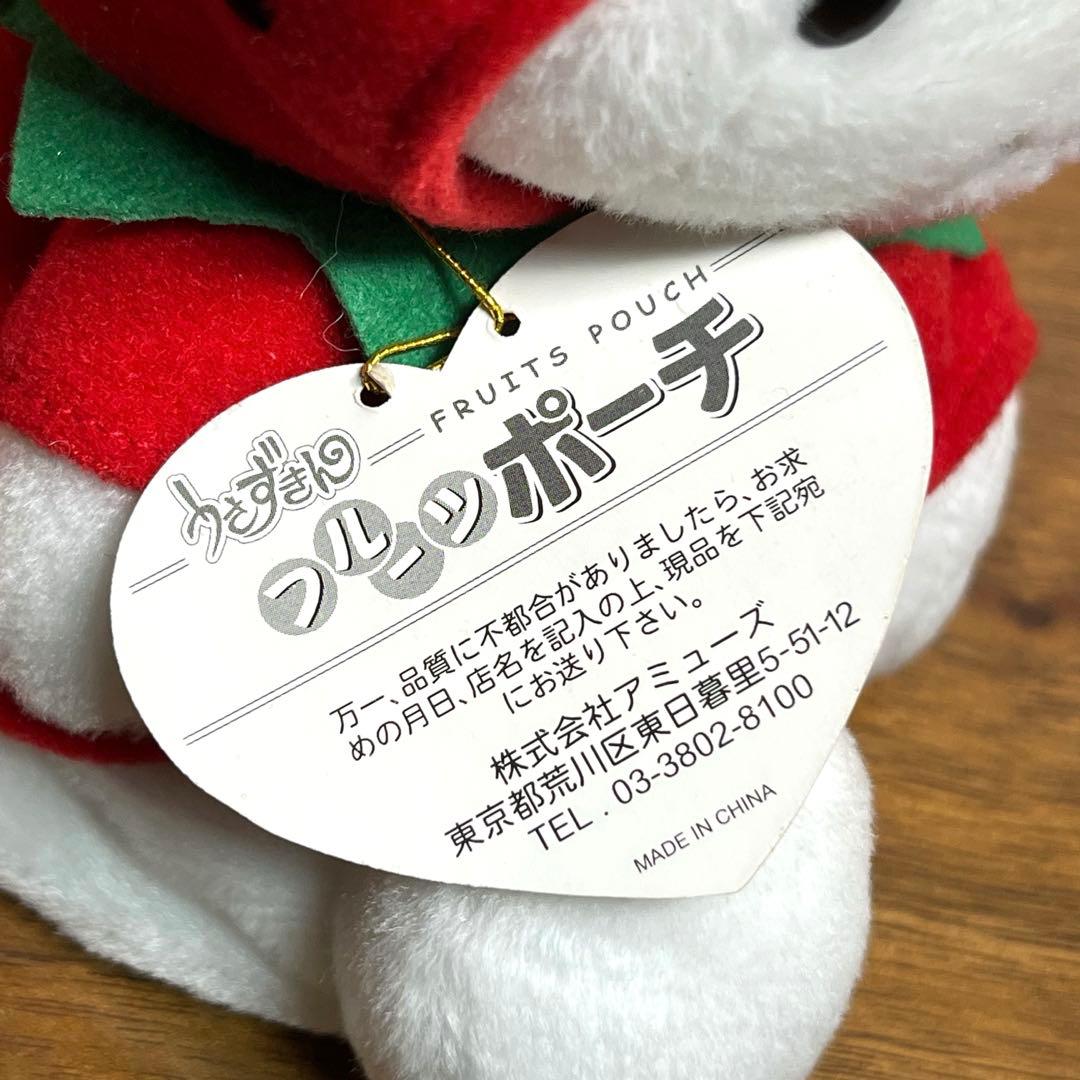 FRUITS POUCH
うさずきん
フルーツポーチ
万一、品質に不都合がありましたら、お求
めの月日、店名を記入の上、現品を下記宛
にお送り下さい。
株式会社アミューズ
東京都荒川区東日暮里5-51-12
TEL . 03-3802-8100
MADE IN CHINA